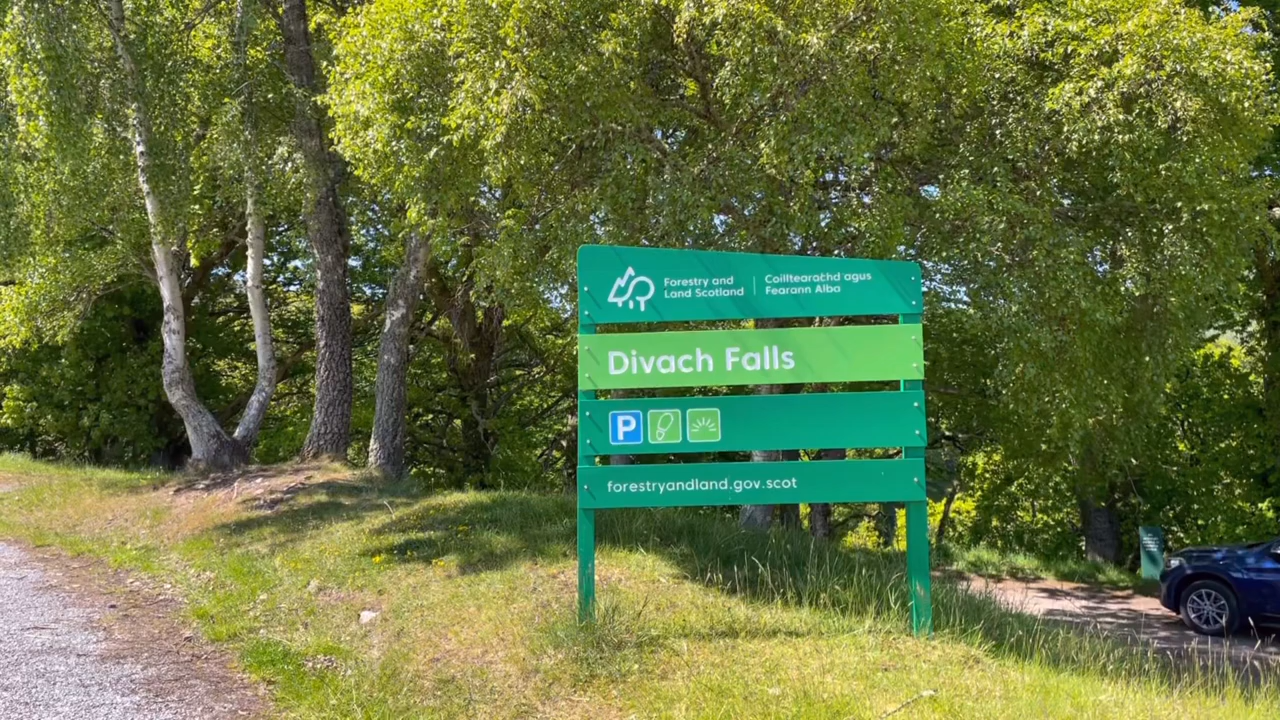 Forestry and
Land Scotland
Coilltearachd agus
Fearann Alba
Divach Falls
P
forestryandland.gov.scot